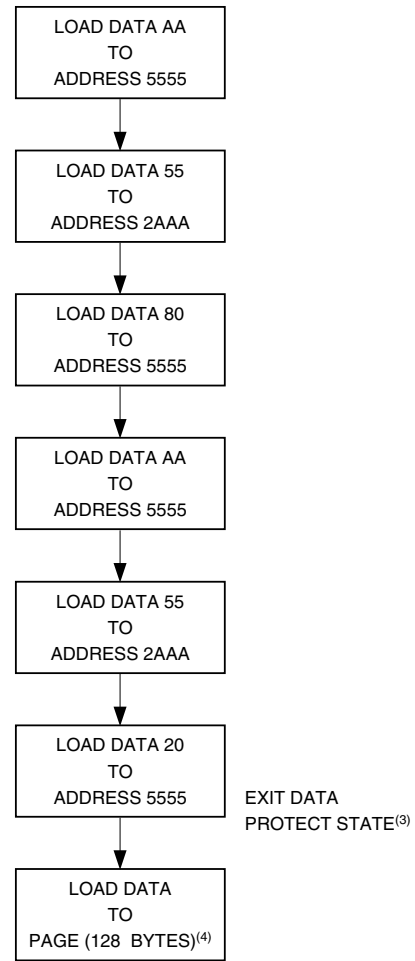 LOAD DATA AA
TO
ADDRESS 5555
LOAD DATA 55
TO
ADDRESS 2AAA
LOAD DATA 80
TO
ADDRESS 5555
LOAD DATA AA
TO
ADDRESS 5555
LOAD DATA 55
TO
ADDRESS 2AAA
LOAD DATA 20
TO
ADDRESS 5555
EXIT DATA
PROTECT STATE(3)
LOAD DATA
TO
PAGE (128 BYTES)(4)